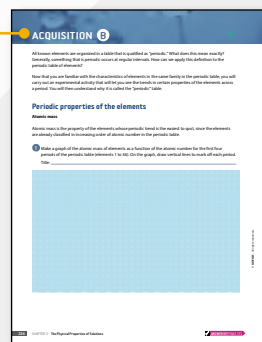 ACQUISITION B
All known elements are organized in a table that is qualified as "periodic." What does this mean exactly?
Generally, something that is periodic occurs at regular intervals. How can we apply this definition to the
periodic table of elements?
Now that you are familiar with the characteristics of elements in the same family in the periodic table, you will
carry out an experimental activity that will let you see the trends in certain properties of the elements across
a period. You will then understand why it is called the "periodic" table.
Periodic properties of the elements
Atomic mass
Atomic mass is the property of the elements whose periodic trend is the easiest to spot, since the elements
are already classified in increasing order of atomic number in the periodic table.
1 Make a graph of the atomic mass of elements as a function of the atomic number for the first four
periods of the periodic table (elements 1 to 36). On the graph, draw vertical lines to mark off each period.
Title:
CHAPTER The Physical Properties of Solutions